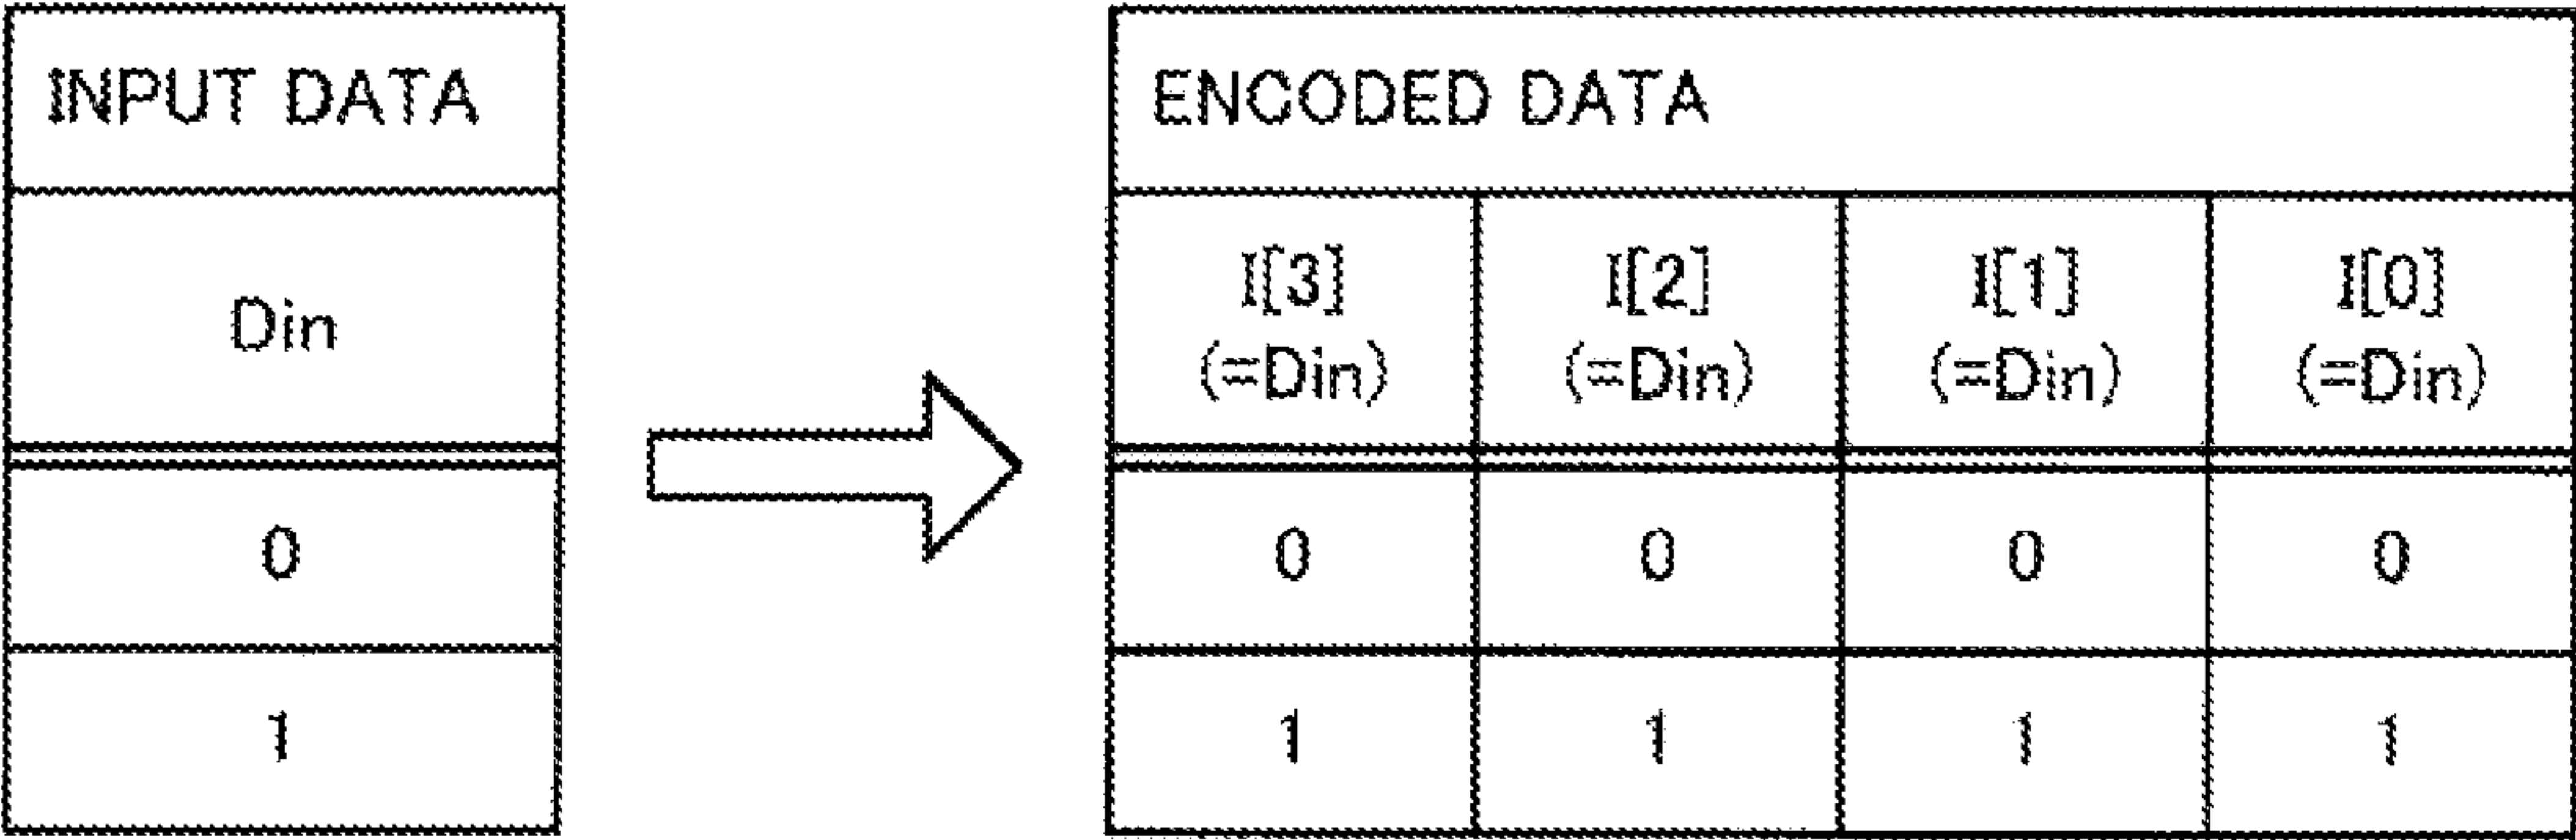 INPUT DATA
Din
0
1
ENCODED DATA
I[3] I[2] I[1] I[0]
(=Din) (=Din) (=Din) (=Din)
0 0 0 0
1 1 1 1